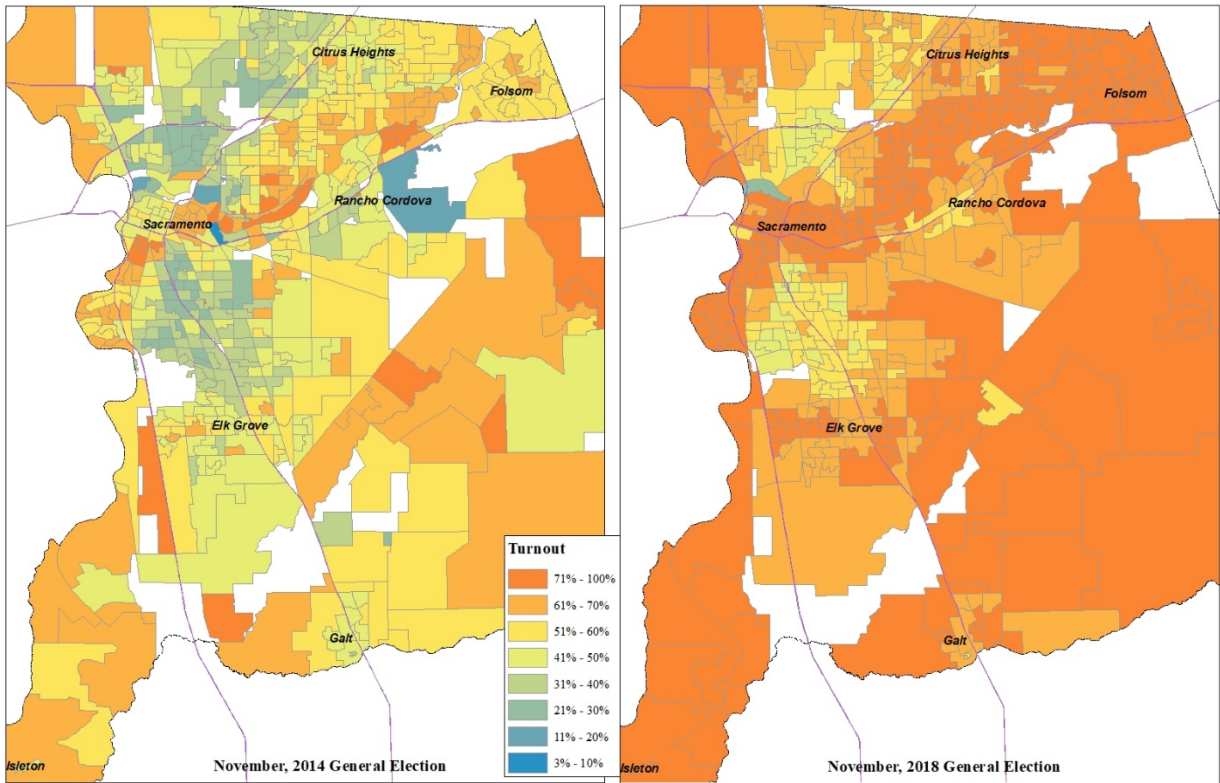 Citrus Heights
Folsom
Rancho Cordova
Sacramento
Elk Grove
Galt
Isleton
November, 2014 General Election
Turnout
71% - 100%
61% - 70%
51% - 60%
41% - 50%
31% - 40%
21% - 30%
11% - 20%
3% - 10%
Citrus Heights
Folsom
Rancho Cordova
Sacramento
Elk Grove
Galt
Isleton
November, 2018 General Election